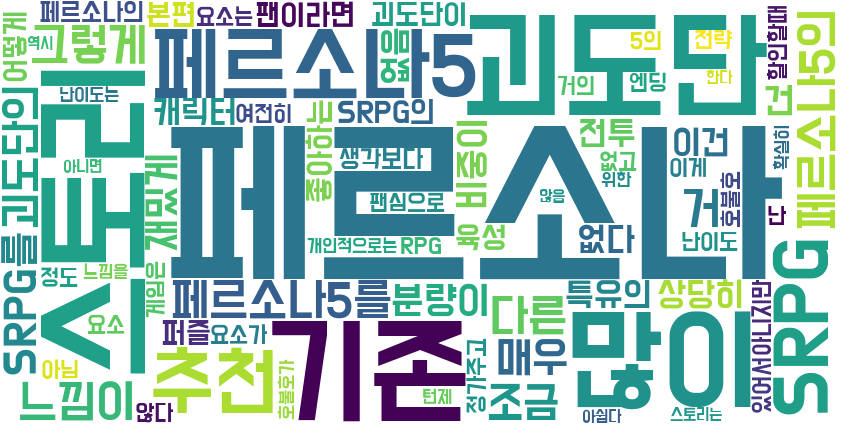 페르소나의
본편
요소는
팬이라면
괴도단이
어떻게
역시
그렇게
페르소나5
어음옆
괴도단
5의
전략
할인할때
페르소나5의
난이도는
캐릭터
여전히
좋아하는
SRPG의
거의
엔딩
한다
건
스토리
아니면
재밌게
페르소나
생각보다
팬심으로
비중이
전투
없고
위한
이건
이게
확실히
SRPG를
괴도단의
개인적으로는
RPG
육성
않음
없다
거
난이도
호불호
다
정도
느낌을
게임은
페르소나5를
분량이
다른
특유의
상당히
SRPG
요소
퍼즐
요소가
기존
매우
많이
있어서아니지만
아님
추천
느낌이
않다
호불호가
턴제
정가주고
조금
아쉽다
스토리는